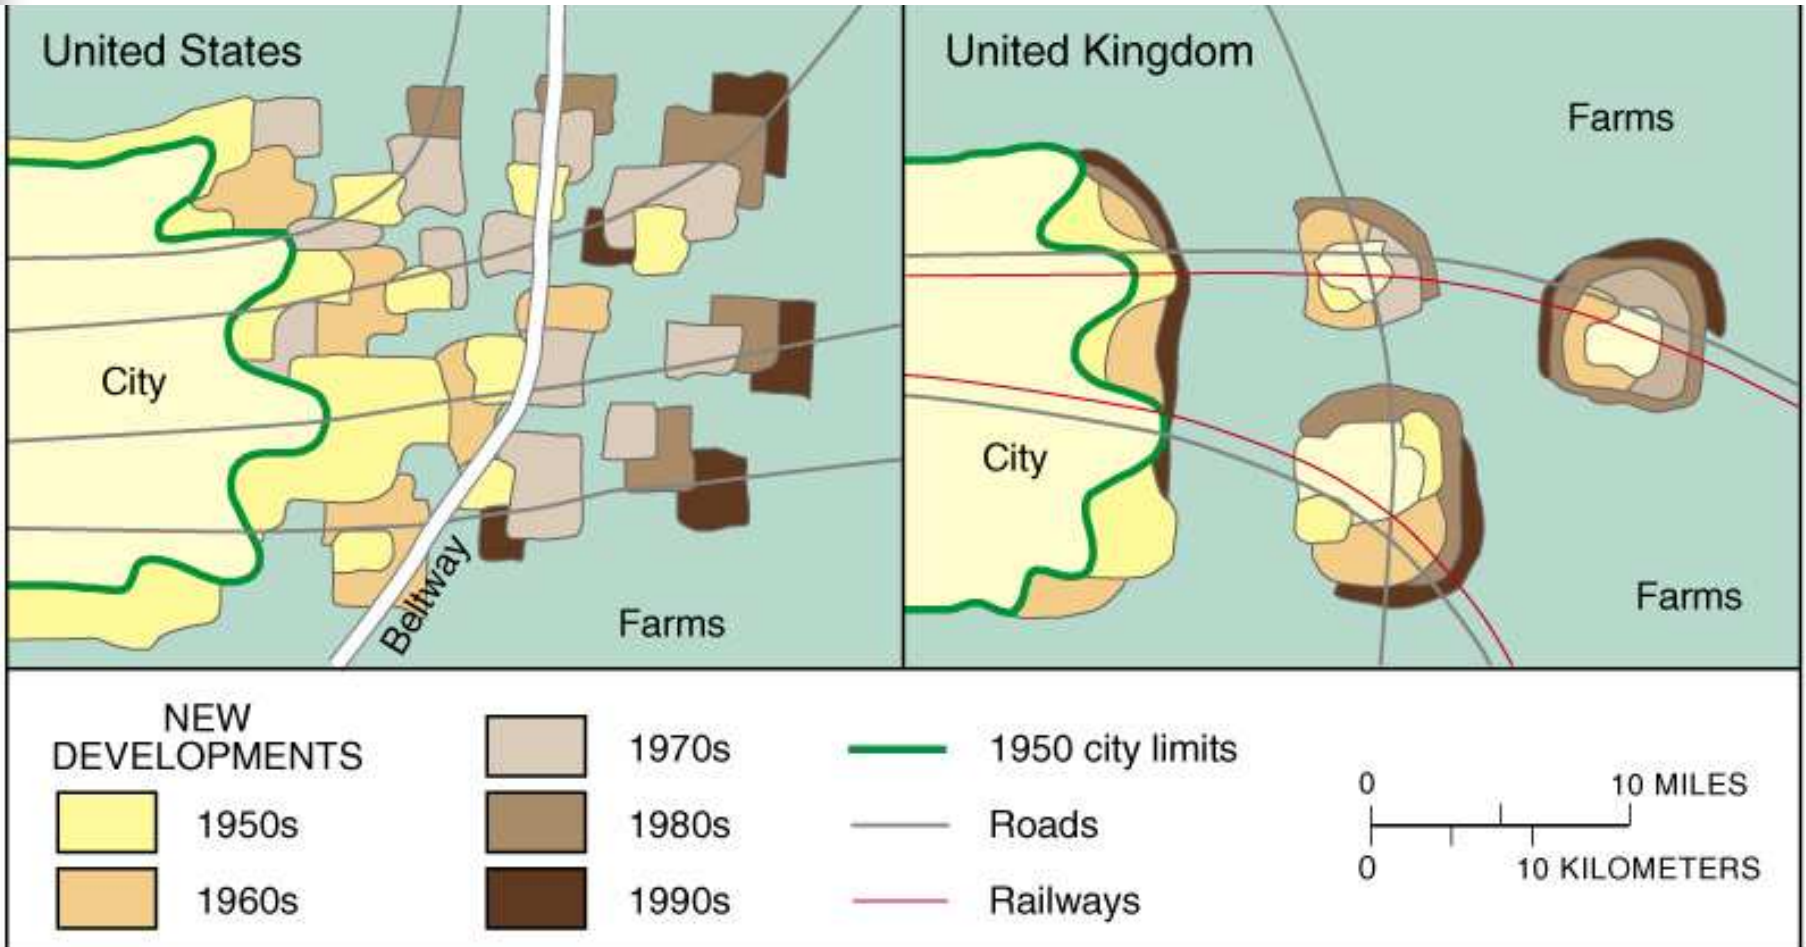 United States
City
Beltway
Farms
United Kingdom
Farms
City
Farms
NEW
DEVELOPMENTS
1950s
1960s
1970s
1980s
1990s
1950 city limits
Roads
Railways
0 10 MILES
0 10 KILOMETERS